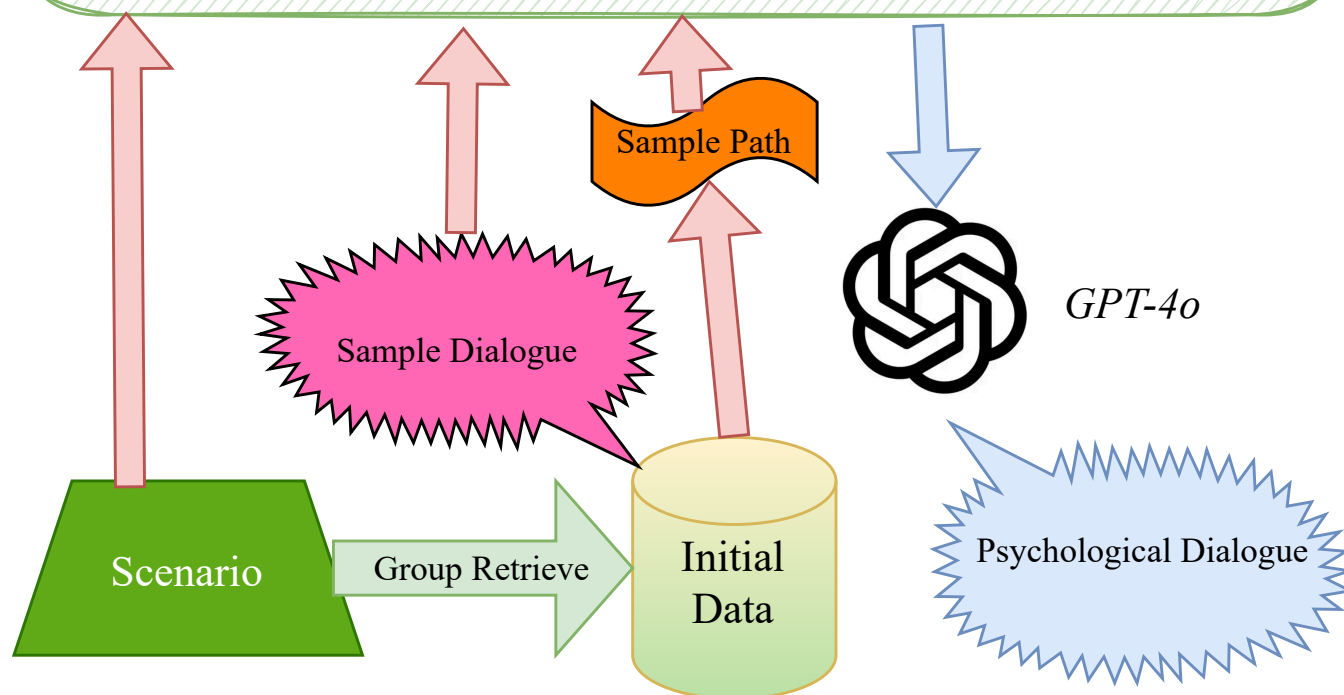 Sample Path
GPT-4o
Sample Dialogue
Scenario
Group Retrieve
Initial
Data
Psychological Dialogue